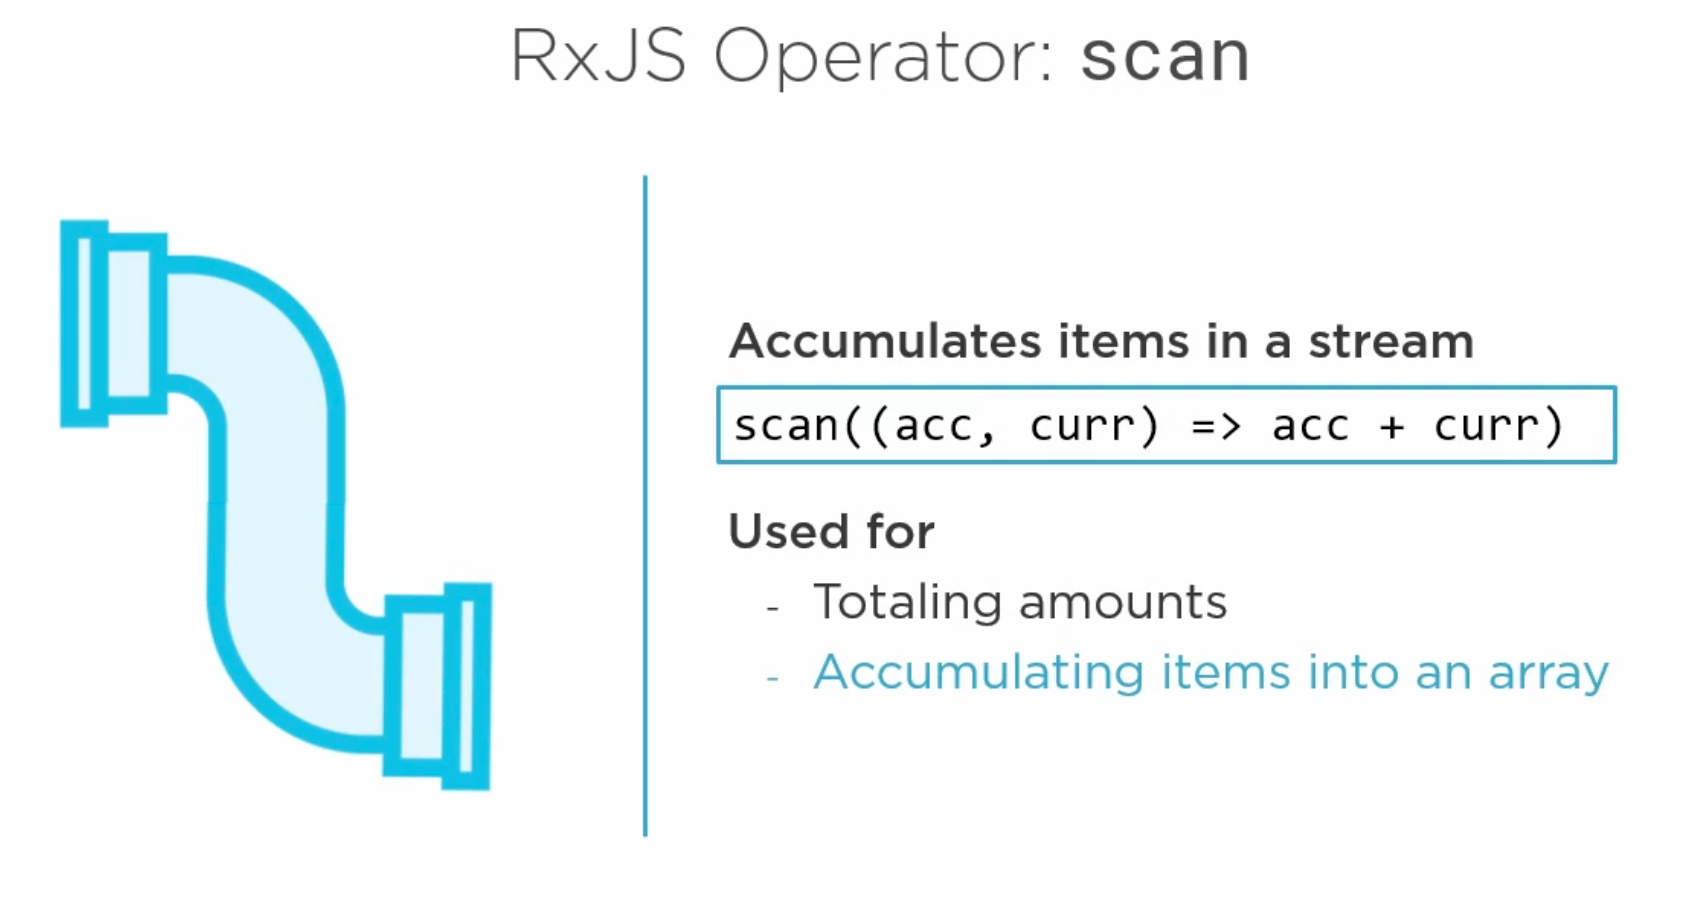 RxJS Operator: scan
Accumulates items in a stream
scan((acc, curr) => acc + curr)
Used for
- Totaling amounts
- Accumulating items into an array